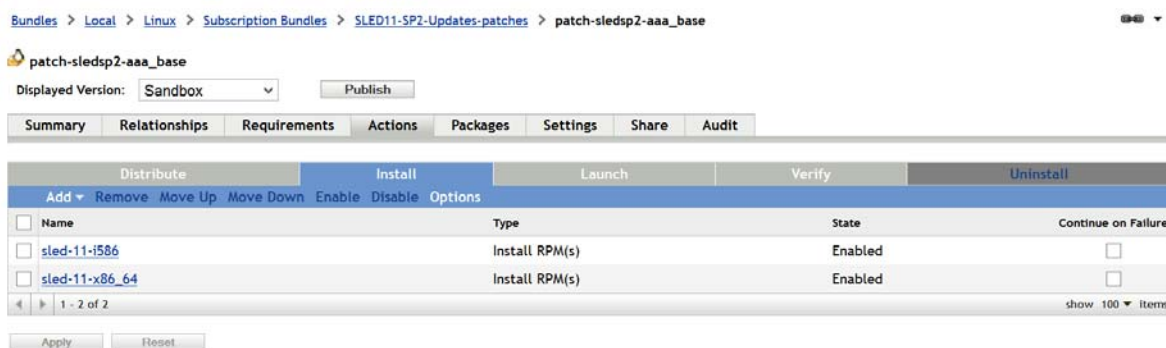 Bundles > Local > Linux > Subscription Bundles > SLED11-SP2-Updates-patches > patch-sledsp2-aaa_base
patch-sledsp2-aaa_base
Displayed Version: Sandbox Publish
Summary Relationships Requirements Actions Packages Settings Share Audit
Distribute Install Launch Verify Uninstall
Add Remove Move Up Move Down Enable Disable Options
Name Type State Continue on Failure
sled-11-i586 Install RPM(s) Enabled
sled-11-x86_64 Install RPM(s) Enabled
1 - 2 of 2 show 100 items
Apply Reset